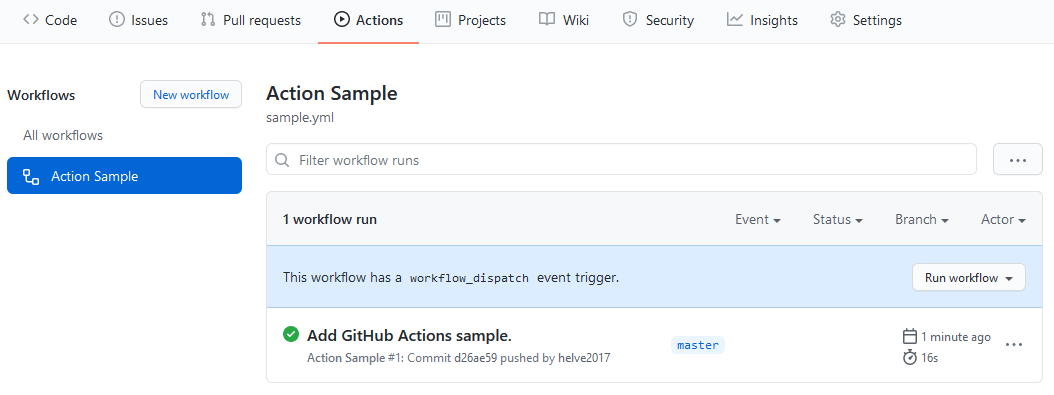 Code Issues Pull requests Actions Projects Wiki Security Insights Settings
Workflows
New workflow
All workflows
Action Sample
Action Sample
sample.yml
Filter workflow runs
1 workflow run Event Status Branch Actor
This workflow has a workflow_dispatch event trigger. Run workflow
Add GitHub Actions sample.
Action Sample #1: Commit d26ae59 pushed by helve2017
master
1 minute ago
16s